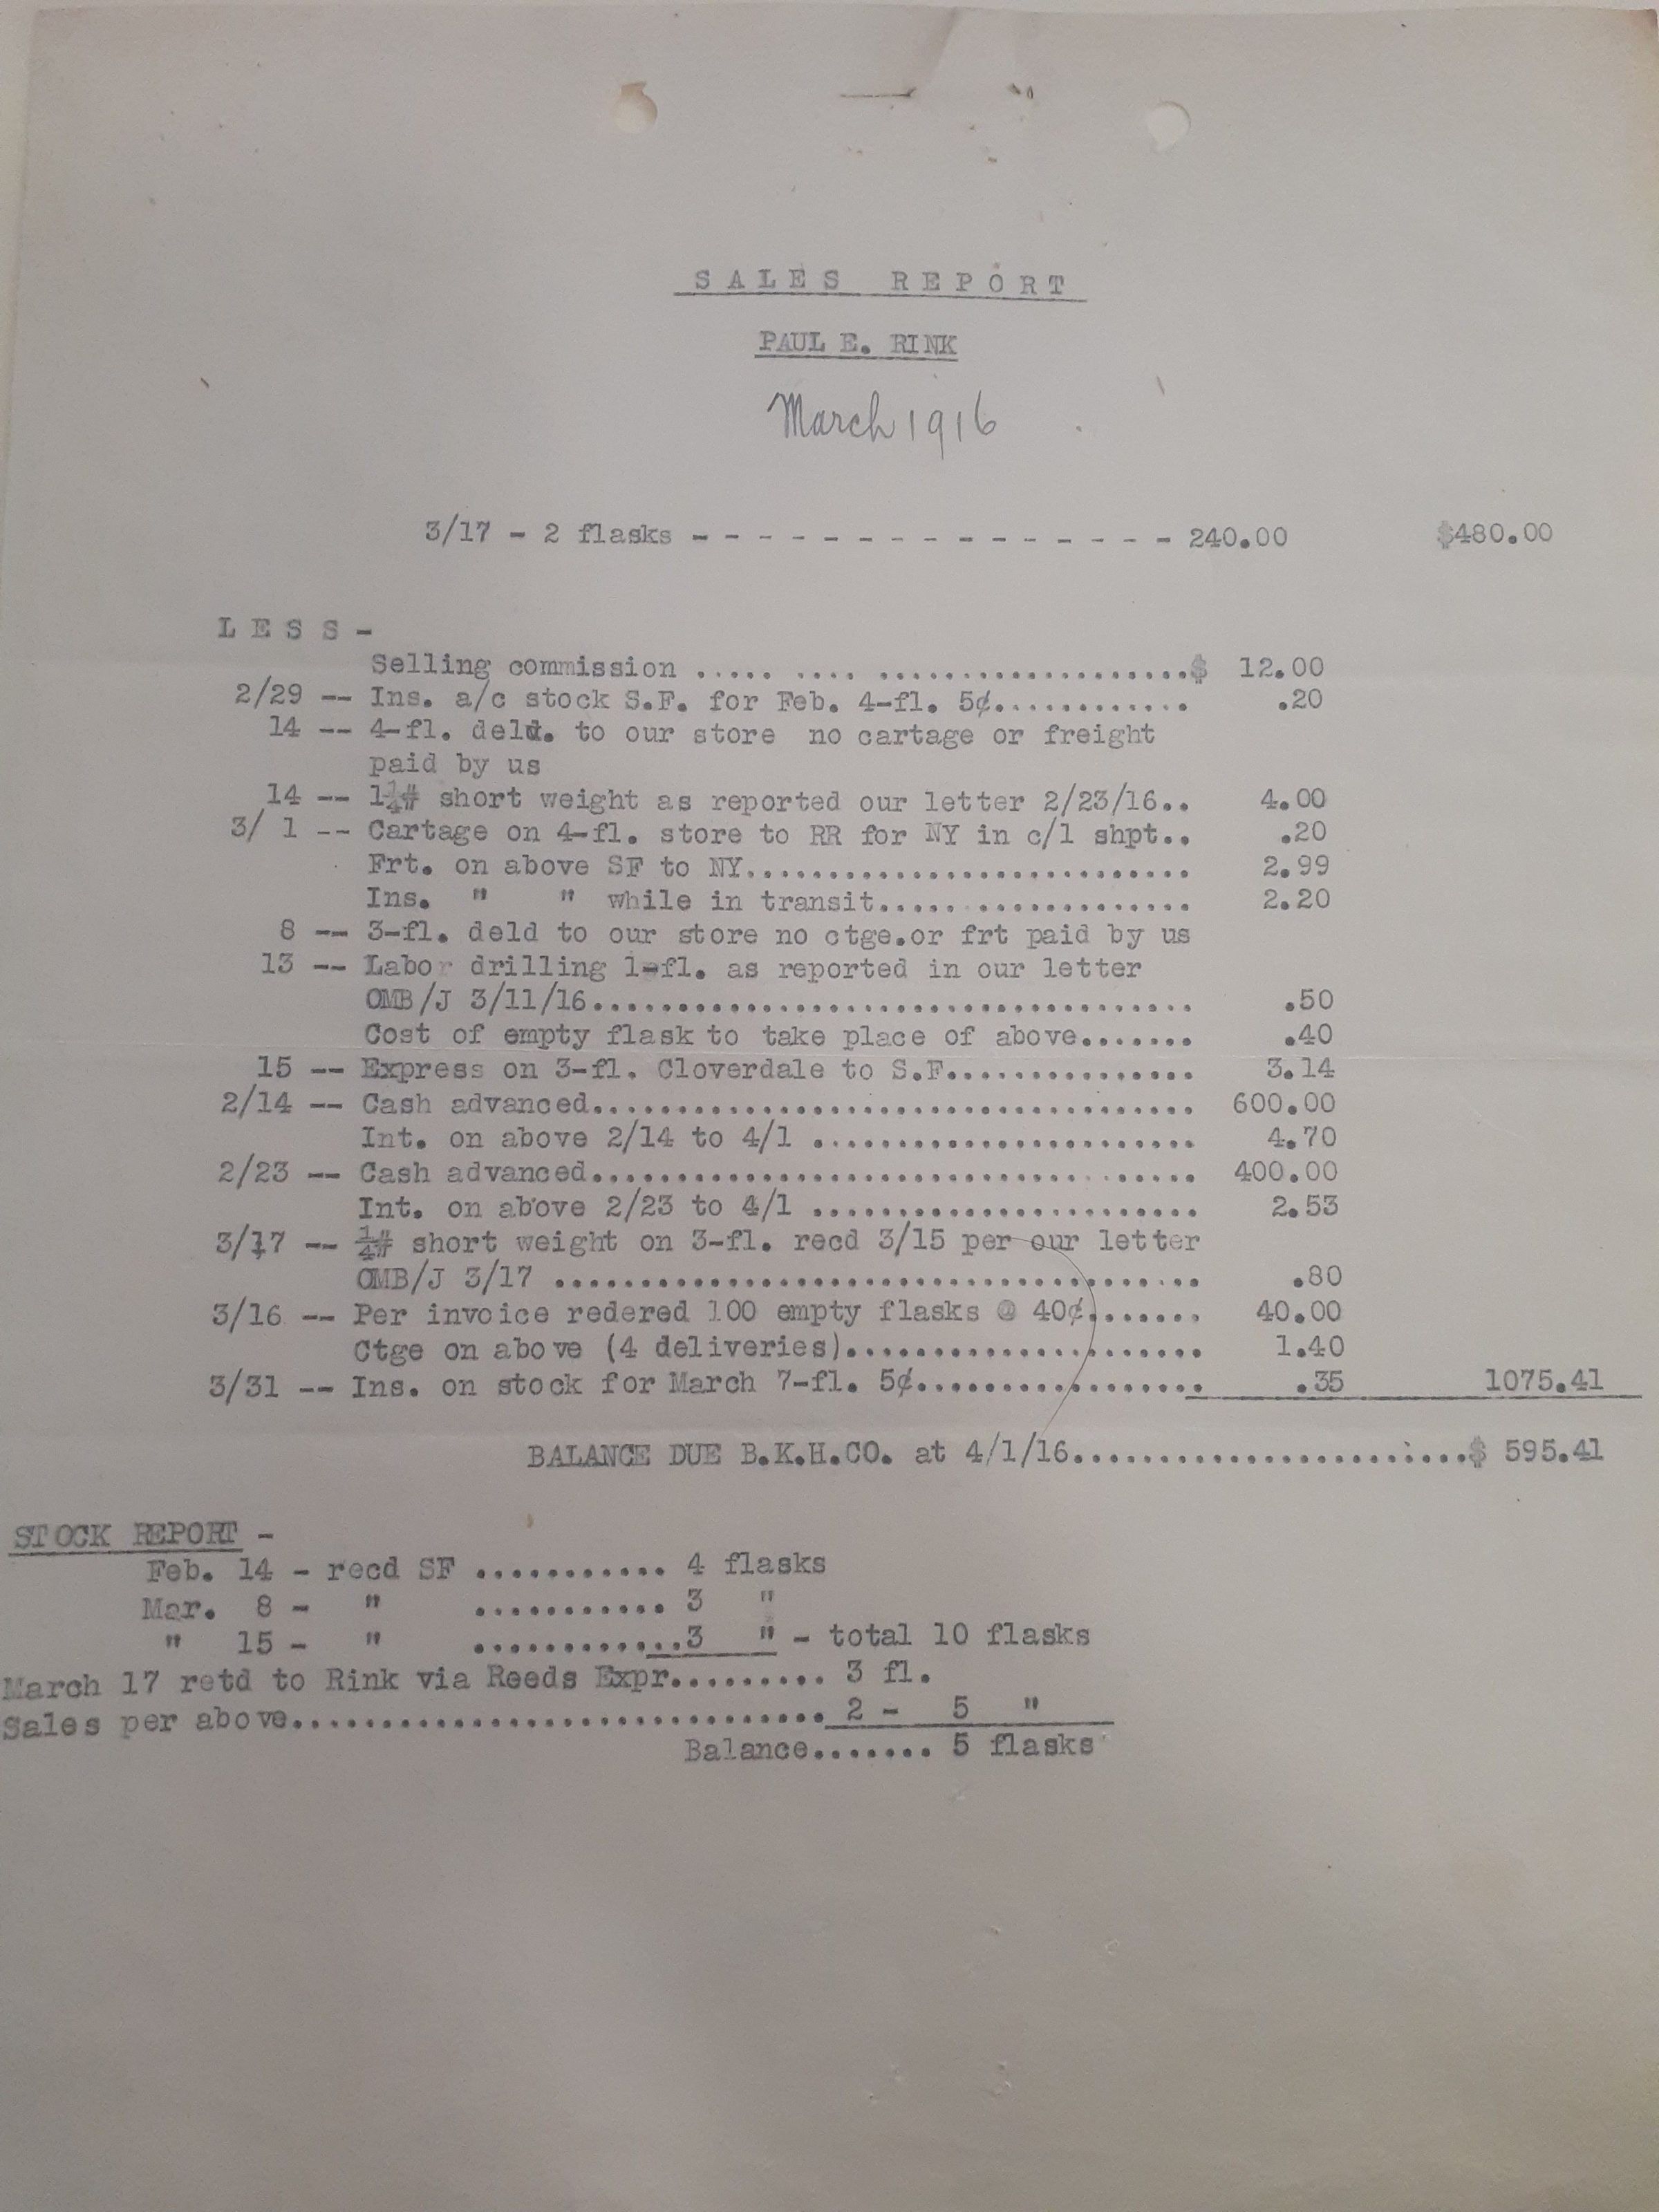 SALES REPORT
PAUL E. RINK
March 1916
3/17 - 2 flasks - - - - - - - - - - - - - - - - - 240.00 $480.00
LESS -
Selling commission ..... .... ...................$ 12.00
2/29 -- Ins. a/c stock S.F. for Feb. 4-fl. 5¢............ .20
14 -- 4-fl. deld. to our store no cartage or freight
paid by us
14 -- 1¼# short weight as reported our letter 2/23/16.. 4.00
3/ 1 -- Cartage on 4-fl. store to RR for NY in c/l shpt.. .20
Frt. on above SF to NY........................... 2.99
Ins. " " while in transit..... ............. 2.20
8 -- 3-fl. deld to our store no ctge.or frt paid by us
13 -- Labor drilling 1-fl. as reported in our letter
OMB/J 3/11/16.................................... .50
Cost of empty flask to take place of above....... .40
15 -- Express on 3-fl. Cloverdale to S.F............... 3.14
2/14 -- Cash advanced.................................... 600.00
Int. on above 2/14 to 4/1 ....................... 4.70
2/23 -- Cash advanced.................................... 400.00
Int. on above 2/23 to 4/1 ....................... 2.53
3/17 -- ¼# short weight on 3-fl. recd 3/15 per our letter
OMB/J 3/17 ...................................... .80
3/16 -- Per invoice redered 100 empty flasks @ 40¢....... 40.00
Ctge on above (4 deliveries)..................... 1.40
3/31 -- Ins. on stock for March 7-fl. 5¢................. .35 1075.41
BALANCE DUE B.K.H.CO. at 4/1/16........................$ 595.41
STOCK REPORT -
Feb. 14 - recd SF ........... 4 flasks
Mar. 8 - " ........... 3 "
" 15 - " ............3 " - total 10 flasks
March 17 retd to Rink via Reeds Expr......... 3 fl.
Sales per above.............................. 2 - 5 "
Balance....... 5 flasks